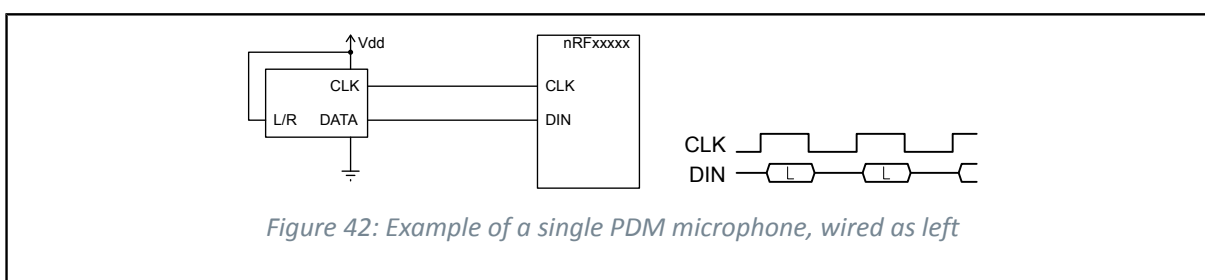 Vdd
nRFxxxxx
CLK
CLK
L/R DATA
DIN
CLK
DIN L L
Figure 42: Example of a single PDM microphone, wired as left